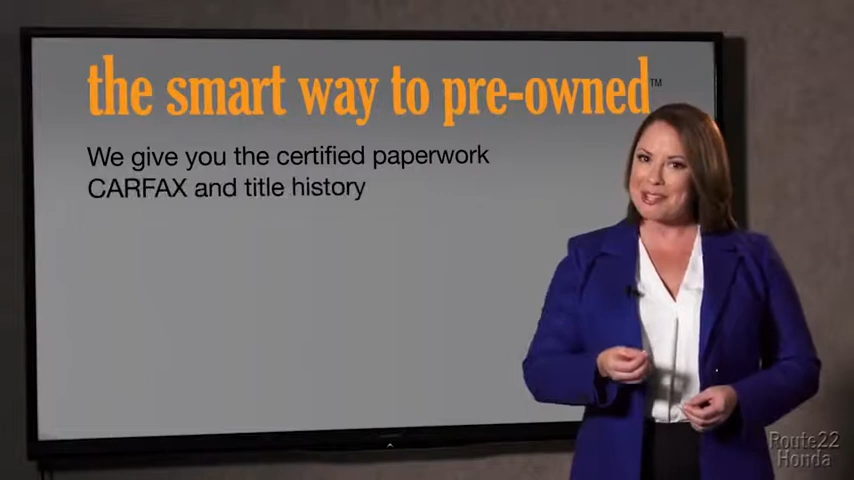 the smart way to pre-owned™
We give you the certified paperwork
CARFAX and title history
Route22
Honda